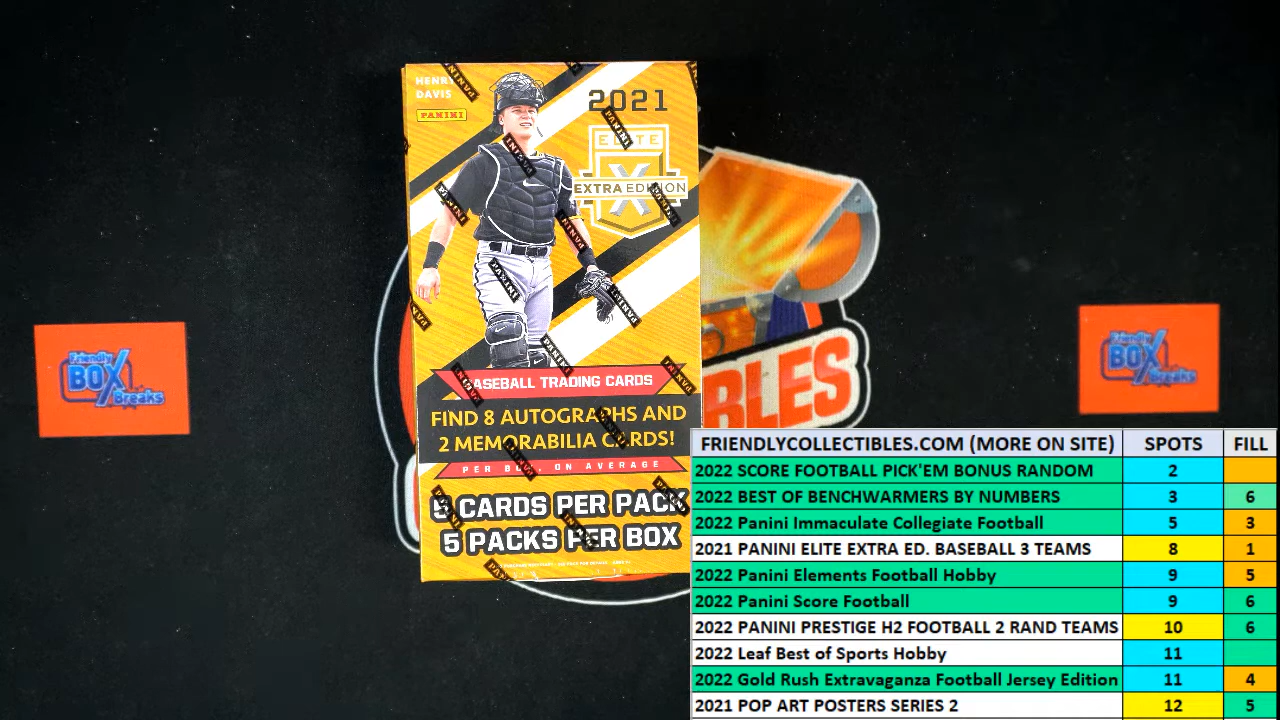 HENRY
DAVIS
PANINI
2021
ELITE
EXTRA EDITION
BASEBALL TRADING CARDS
FIND 8 AUTOGRAPHS AND
2 MEMORABILIA CARDS!
PER BOX, ON AVERAGE
5 CARDS PER PACK
5 PACKS PER BOX
Friendly
BOX
Breaks
Friendly
BOX
Breaks
BLES
FRIENDLYCOLLECTIBLES.COM (MORE ON SITE) SPOTS FILL
2022 SCORE FOOTBALL PICK'EM BONUS RANDOM 2
2022 BEST OF BENCHWARMERS BY NUMBERS 3 6
2022 Panini Immaculate Collegiate Football 5 3
2021 PANINI ELITE EXTRA ED. BASEBALL 3 TEAMS 8 1
2022 Panini Elements Football Hobby 9 5
2022 Panini Score Football 9 6
2022 PANINI PRESTIGE H2 FOOTBALL 2 RAND TEAMS 10 6
2022 Leaf Best of Sports Hobby 11
2022 Gold Rush Extravaganza Football Jersey Edition 11 4
2021 POP ART POSTERS SERIES 2 12 5